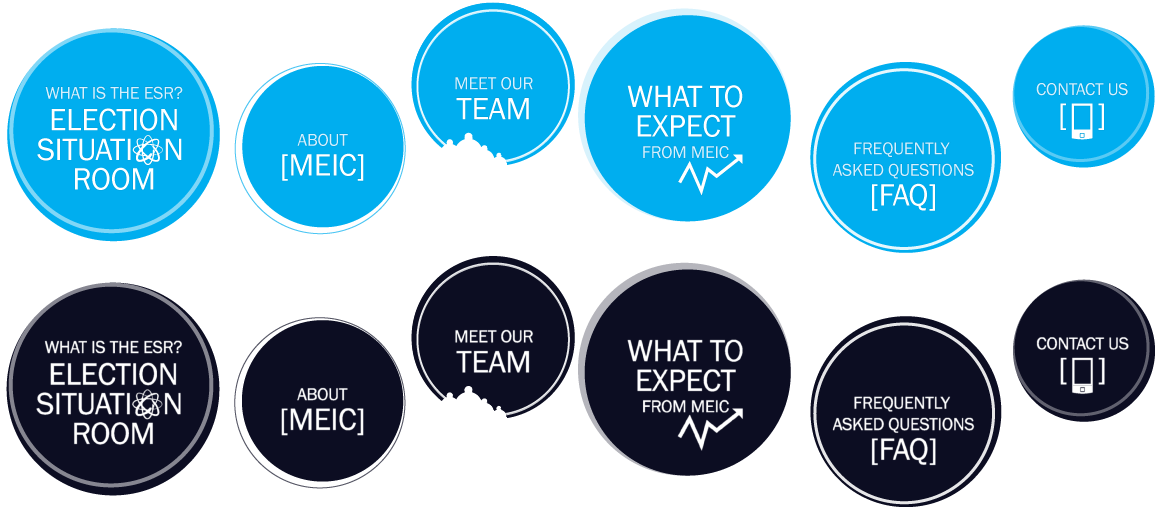 WHAT IS THE ESR?
ELECTION
SITUATION
ROOM
ABOUT
[MEIC]
MEET OUR
TEAM
WHAT TO
EXPECT
FROM MEIC
FREQUENTLY
ASKED QUESTIONS
[FAQ]
CONTACT US
[ ]
WHAT IS THE ESR?
ELECTION
SITUATION
ROOM
ABOUT
[MEIC]
MEET OUR
TEAM
WHAT TO
EXPECT
FROM MEIC
FREQUENTLY
ASKED QUESTIONS
[FAQ]
CONTACT US
[ ]